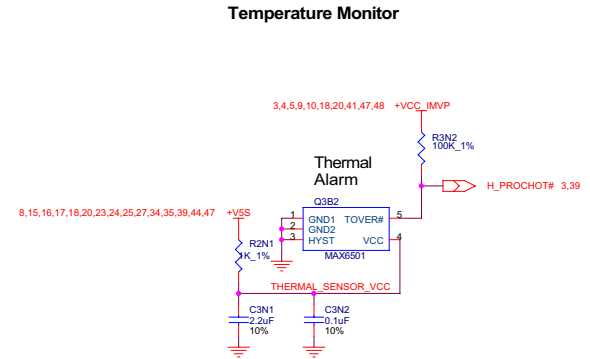 Temperature Monitor
3,4,5,9,10,18,20,41,47,48 +VCC_IMVP
R3N2
100K_1%
Thermal
Alarm
H_PROCHOT# 3,39
Q3B2
8,15,16,17,18,20,23,24,25,27,34,35,39,44,47 +V5S
1 GND1 TOVER# 5
2 GND2
3 HYST VCC 4
R2N1
1K_1%
MAX6501
THERMAL_SENSOR_VCC
C3N1 C3N2
2.2uF 0.1uF
10% 10%